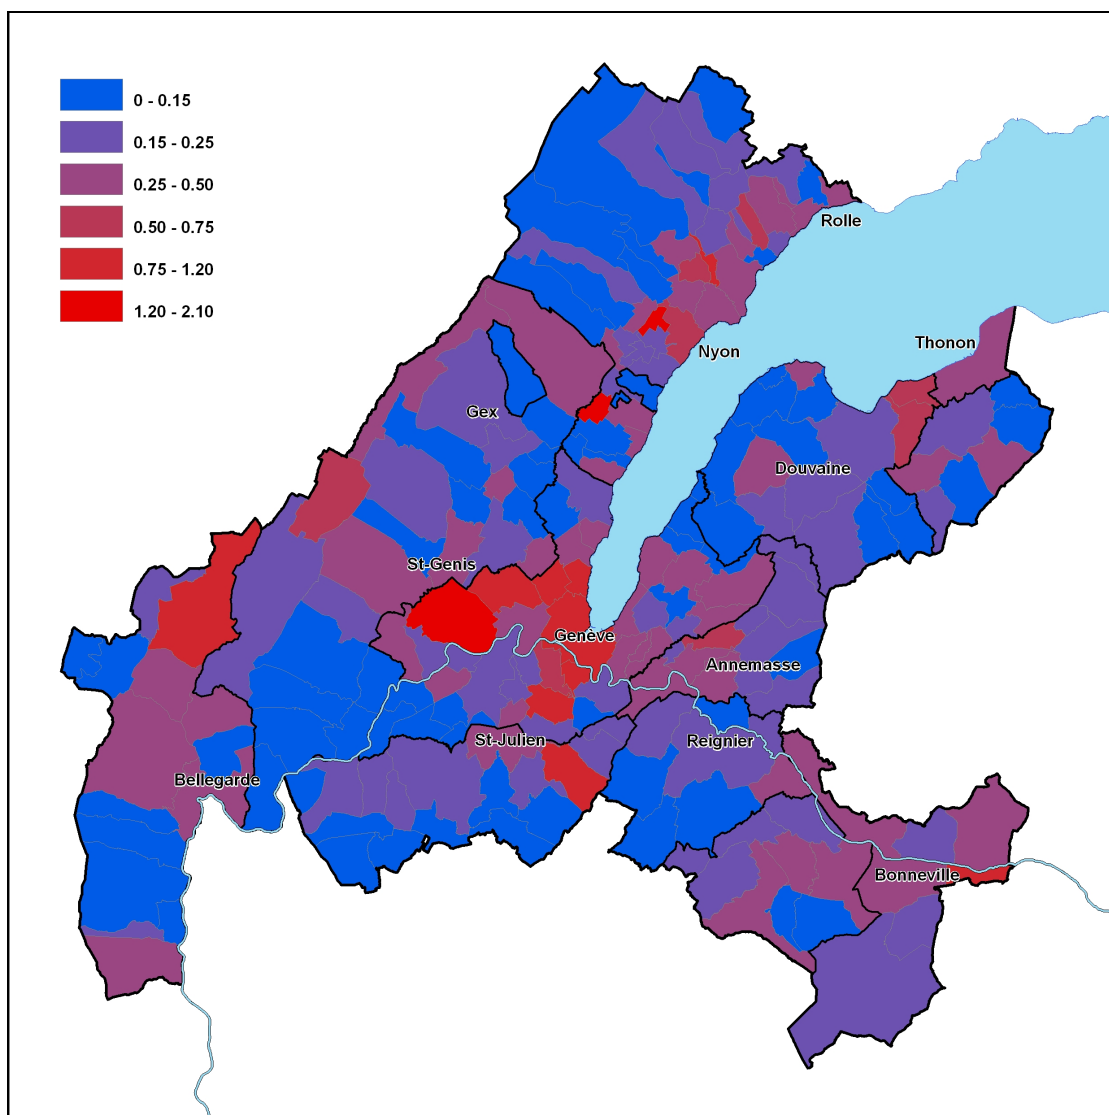 0 - 0.15
0.15 - 0.25
0.25 - 0.50
0.50 - 0.75
0.75 - 1.20
1.20 - 2.10
Rolle
Thonon
Nyon
Gex
Douvaine
St-Genis
Genève
Annemasse
St-Julien
Reignier
Bellegarde
Bonneville